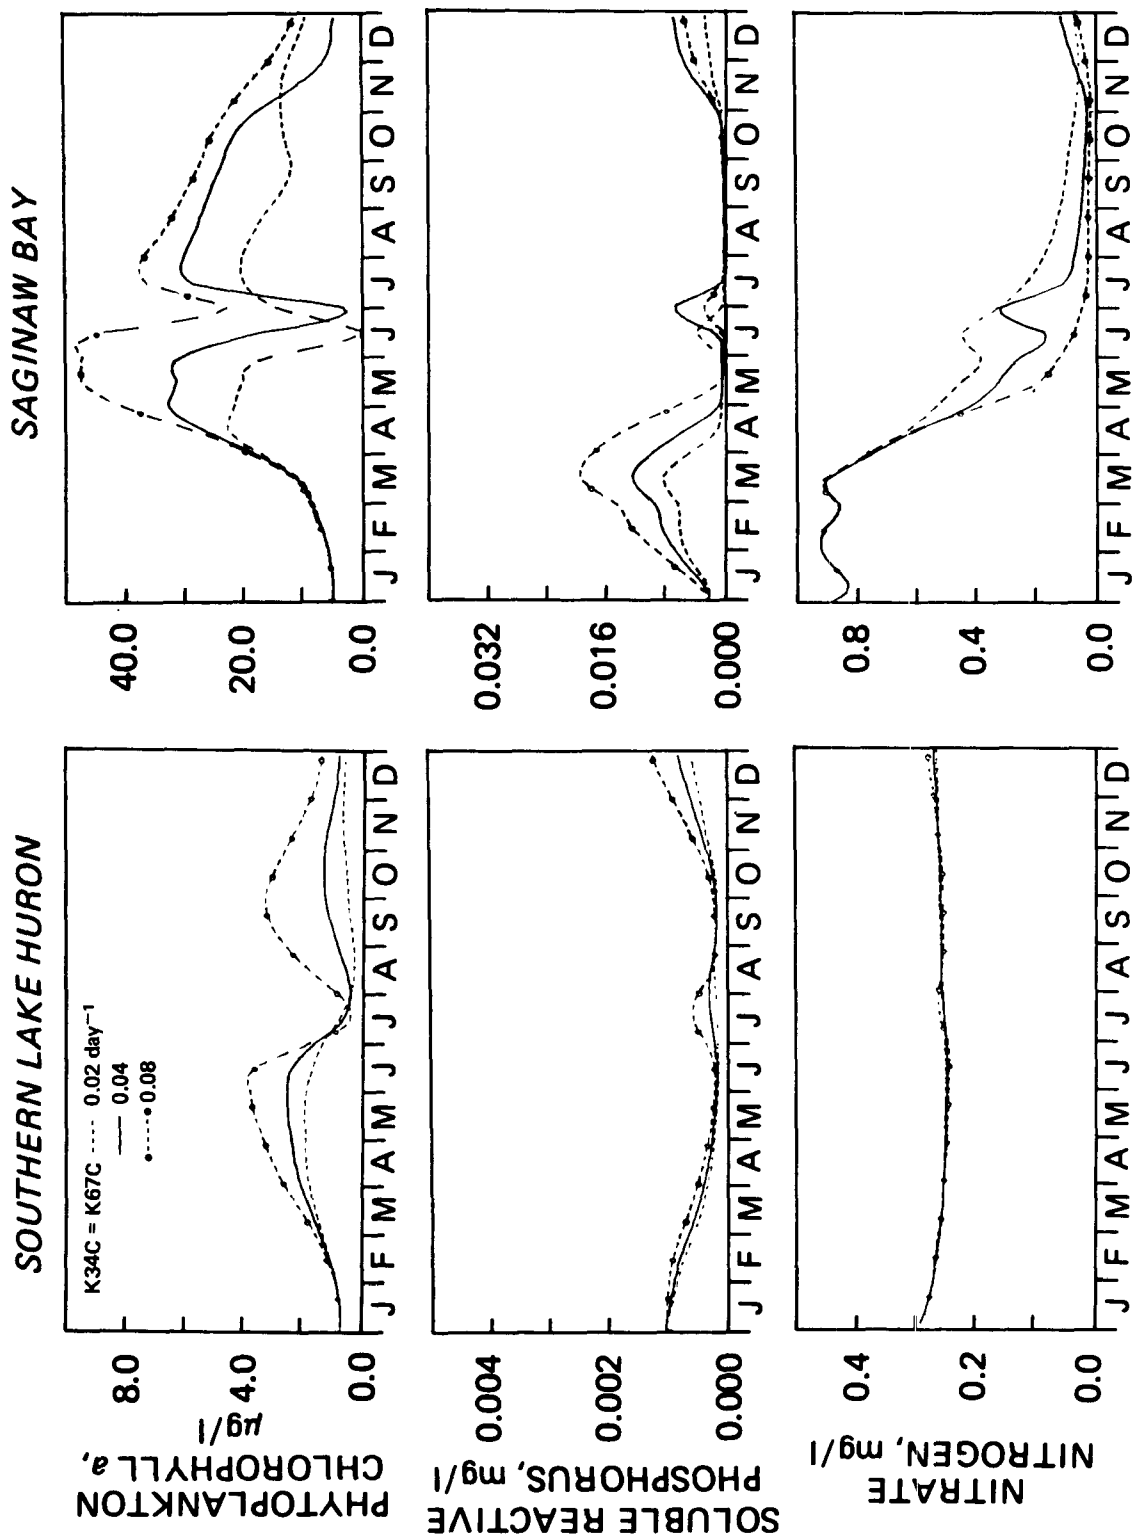 SOUTHERN LAKE HURON
SAGINAW BAY
K34C = K67C ---- 0.02 day⁻¹
— 0.04
•----• 0.08
PHYTOPLANKTON
CHLOROPHYLL a,
µg/l
8.0
4.0
0.0
J F M A M J J A S O N D
40.0
20.0
0.0
J F M A M J J A S O N D
SOLUBLE REACTIVE
PHOSPHORUS, mg/l
0.004
0.002
0.000
J F M A M J J A S O N D
0.032
0.016
0.000
J F M A M J J A S O N D
NITRATE
NITROGEN, mg/l
0.4
0.2
0.0
J F M A M J J A S O N D
0.8
0.4
0.0
J F M A M J J A S O N D